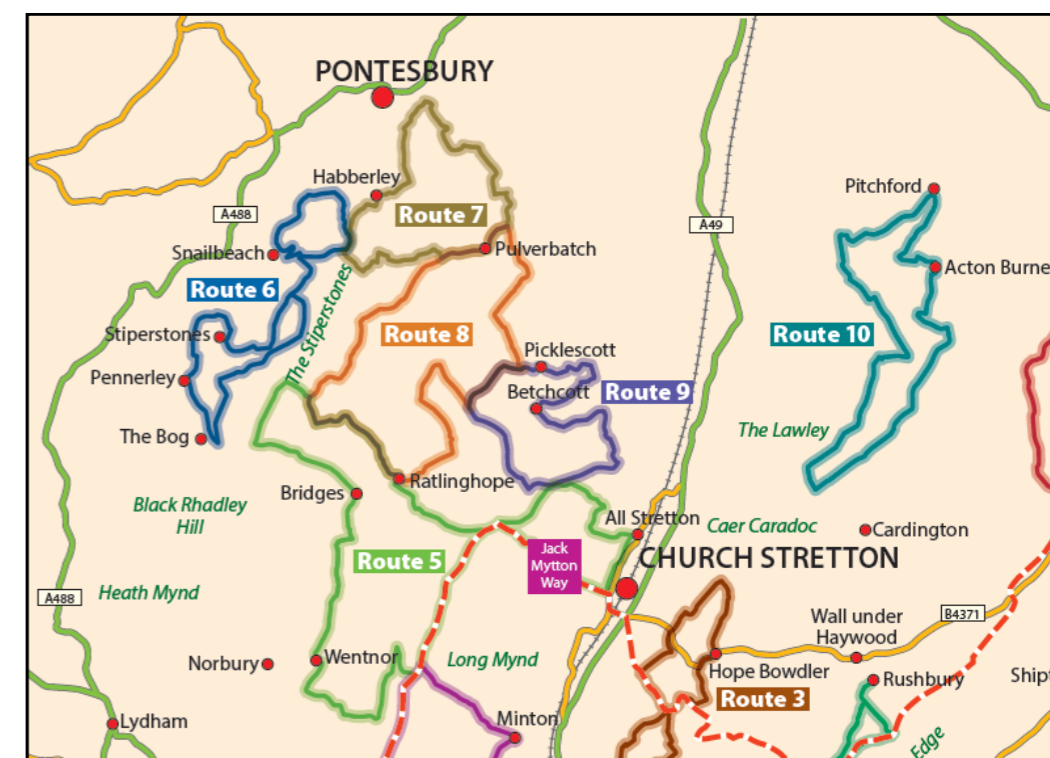 PONTESBURY
Habberley
Pitchford
Route 7
A488
A49
Snailbeach
Pulverbatch
Acton Burne
Route 6
The Stiperstones
Stiperstones
Route 8
Route 10
Picklescott
Pennerley
Betchcott
Route 9
The Bog
The Lawley
Ratlinghope
Bridges
Black Rhadley
Hill
All Stretton
Caer Caradoc
Cardington
Route 5
Jack
Mytton
Way
CHURCH STRETTON
Heath Mynd
A488
Wall under
Haywood
B4371
Norbury
Wentnor
Long Mynd
Hope Bowdler
Rushbury
Shipt
Route 3
Lydham
Minton
Edge